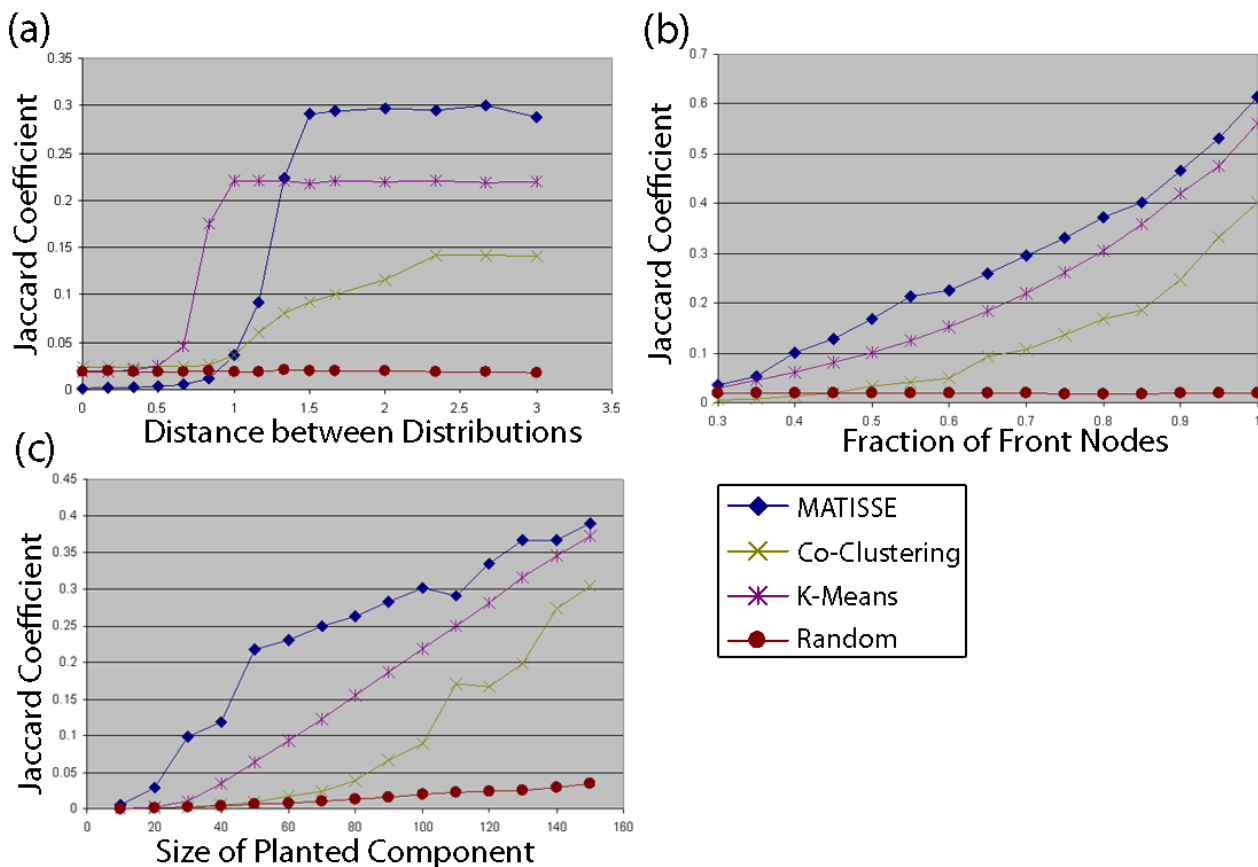 (a)
0.35
0.3
0.25
0.2
0.15
0.1
0.05
0
Jaccard Coefficient
0 0.5 1 1.5 2 2.5 3 3.5
Distance between Distributions
(b)
0.7
0.6
0.5
0.4
0.3
0.2
0.1
0
Jaccard Coefficient
0.3 0.4 0.5 0.6 0.7 0.8 0.9 1
Fraction of Front Nodes
(c)
0.45
0.4
0.35
0.3
0.25
0.2
0.15
0.1
0.05
0
Jaccard Coefficient
0 20 40 60 80 100 120 140 160
Size of Planted Component
MATISSE
Co-Clustering
K-Means
Random